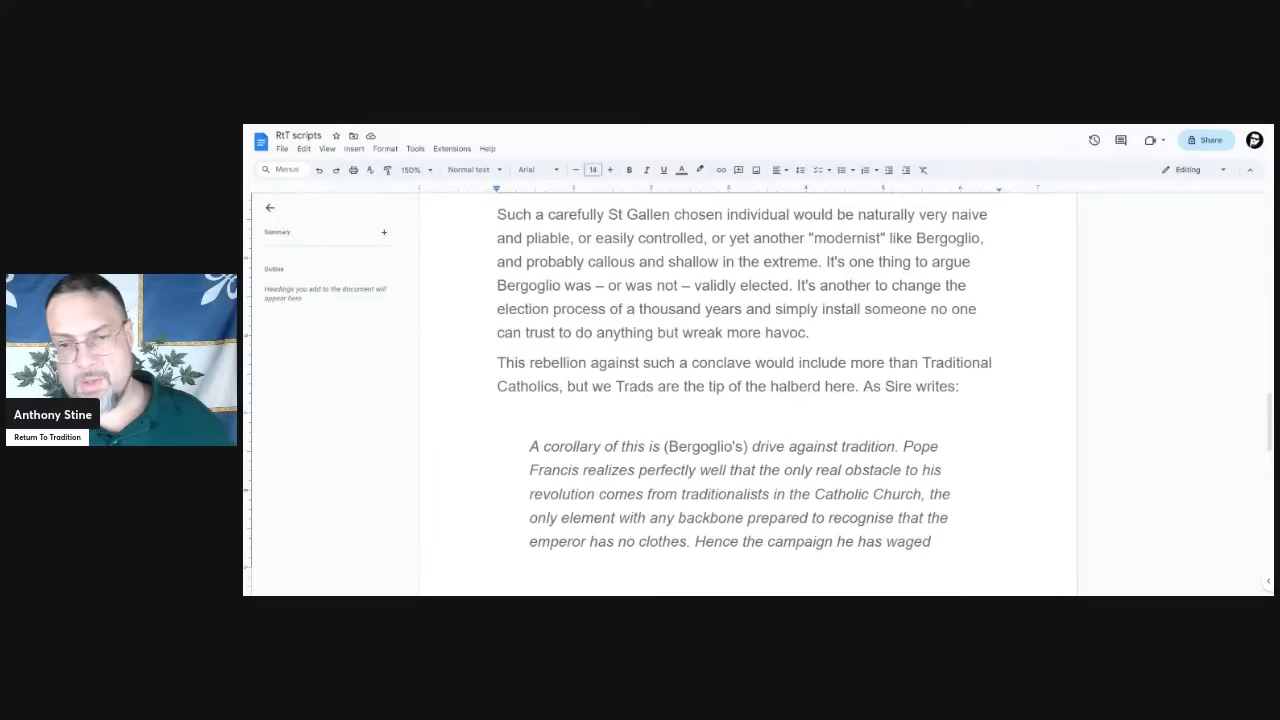 RtT scripts
File Edit View Insert Format Tools Extensions Help
Share
Menus 150% Normal text Arial 14 Editing
1 2 3 4 5 6 7
Summary
Outline
Headings you add to the document will
appear here.
Such a carefully St Gallen chosen individual would be naturally very naive
and pliable, or easily controlled, or yet another "modernist" like Bergoglio,
and probably callous and shallow in the extreme. It's one thing to argue
Bergoglio was – or was not – validly elected. It's another to change the
election process of a thousand years and simply install someone no one
can trust to do anything but wreak more havoc.
This rebellion against such a conclave would include more than Traditional
Catholics, but we Trads are the tip of the halberd here. As Sire writes:
A corollary of this is (Bergoglio's) drive against tradition. Pope
Francis realizes perfectly well that the only real obstacle to his
revolution comes from traditionalists in the Catholic Church, the
only element with any backbone prepared to recognise that the
emperor has no clothes. Hence the campaign he has waged
Anthony Stine
Return To Tradition